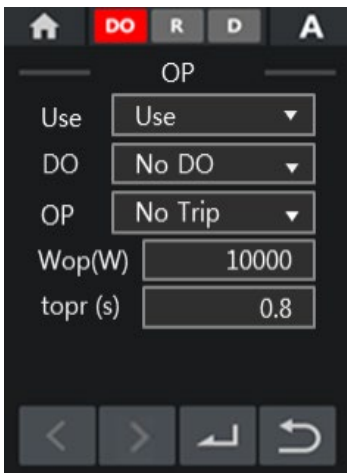 DO R D A
OP
Use Use
DO No DO
OP No Trip
Wop(W) 10000
topr (s) 0.8